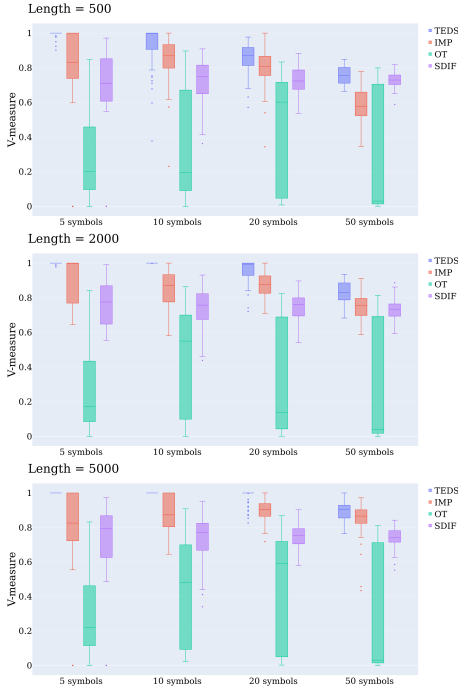 Length = 500
V-measure
1
0.8
0.6
0.4
0.2
0
5 symbols
10 symbols
20 symbols
50 symbols
TEDS
IMP
OT
SDIF
Length = 2000
V-measure
1
0.8
0.6
0.4
0.2
0
5 symbols
10 symbols
20 symbols
50 symbols
TEDS
IMP
OT
SDIF
Length = 5000
V-measure
1
0.8
0.6
0.4
0.2
0
5 symbols
10 symbols
20 symbols
50 symbols
TEDS
IMP
OT
SDIF